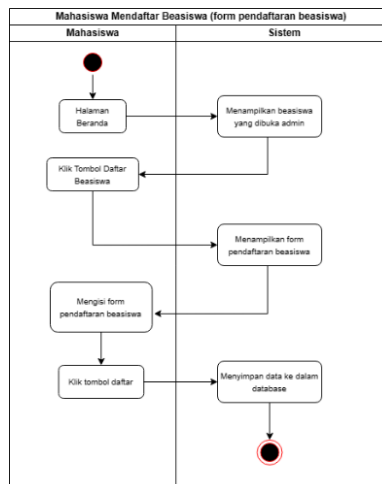 Mahasiswa Mendaftar Beasiswa (form pendaftaran beasiswa)
Mahasiswa
Sistem
Halaman
Beranda
Menampilkan beasiswa
yang dibuka admin
Klik Tombol Daftar
Beasiswa
Menampilkan form
pendaftaran beasiswa
Mengisi form
pendaftaran beasiswa
Klik tombol daftar
Menyimpan data ke dalam
database